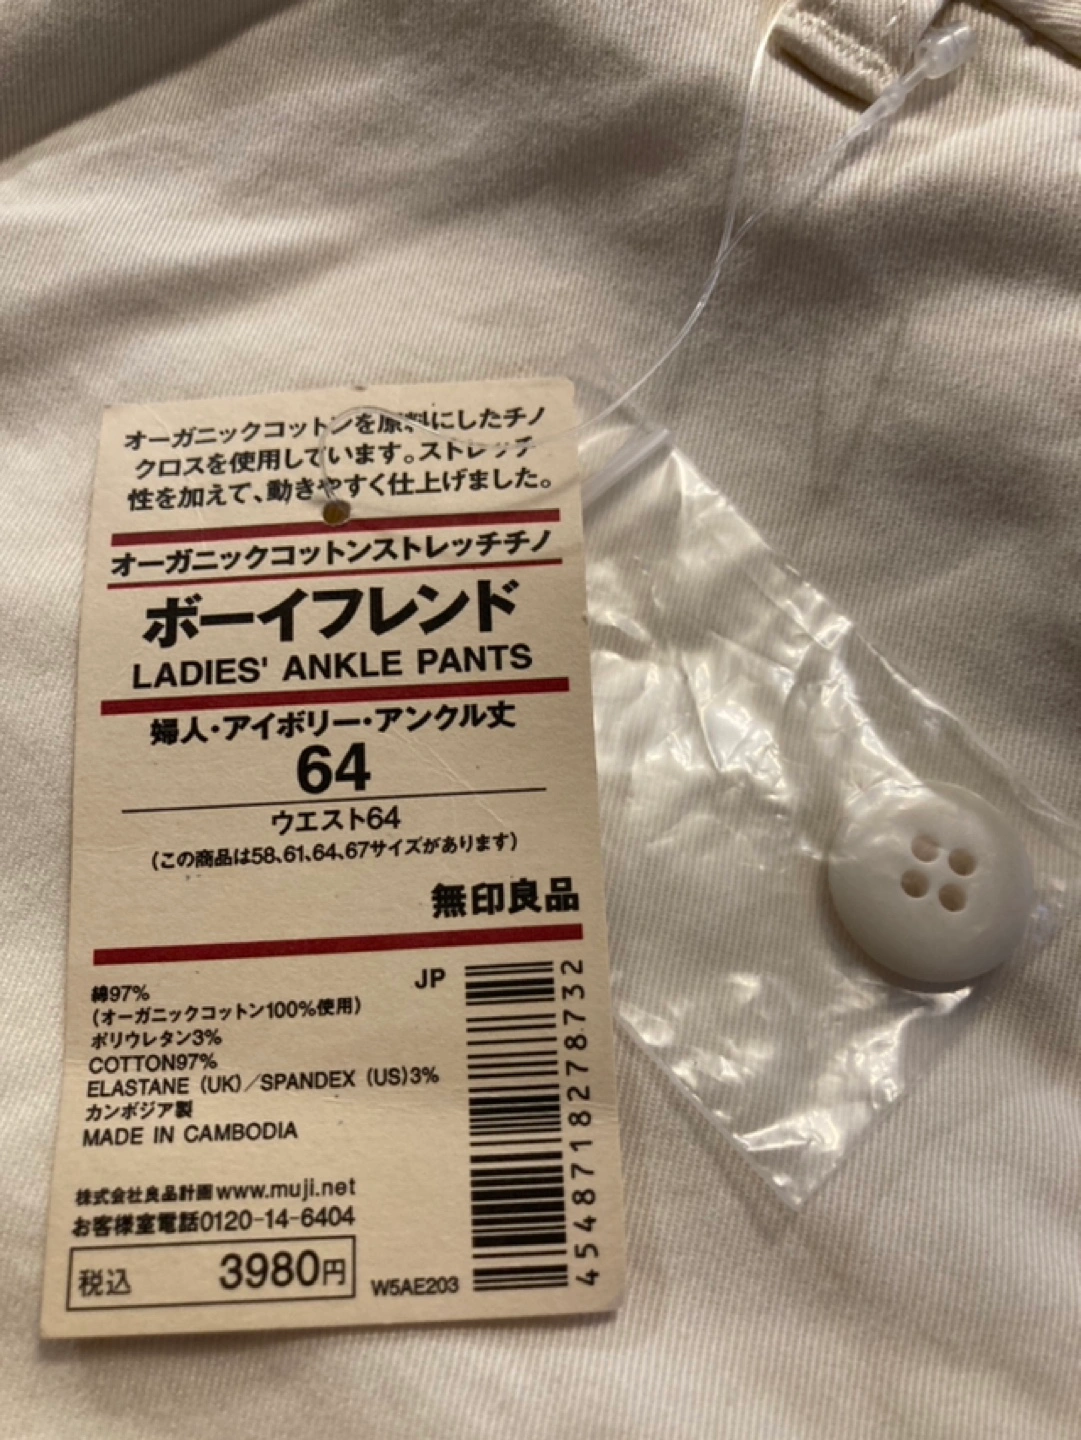 オーガニックコットンを原料にしたチノ
クロスを使用しています。ストレッチ
性を加えて、動きやすく仕上げました。
オーガニックコットンストレッチチノ
ボーイフレンド
LADIES' ANKLE PANTS
婦人・アイボリー・アンクル丈
64
ウエスト64
(この商品は58、61、64、67サイズがあります)
無印良品
JP
綿97%
(オーガニックコットン100%使用)
ポリウレタン3%
COTTON97%
ELASTANE (UK)/SPANDEX (US)3%
カンボジア製
MADE IN CAMBODIA
株式会社良品計画 www.muji.net
お客様室電話0120-14-6404
税込 3980円
W5AE203
4548718278732